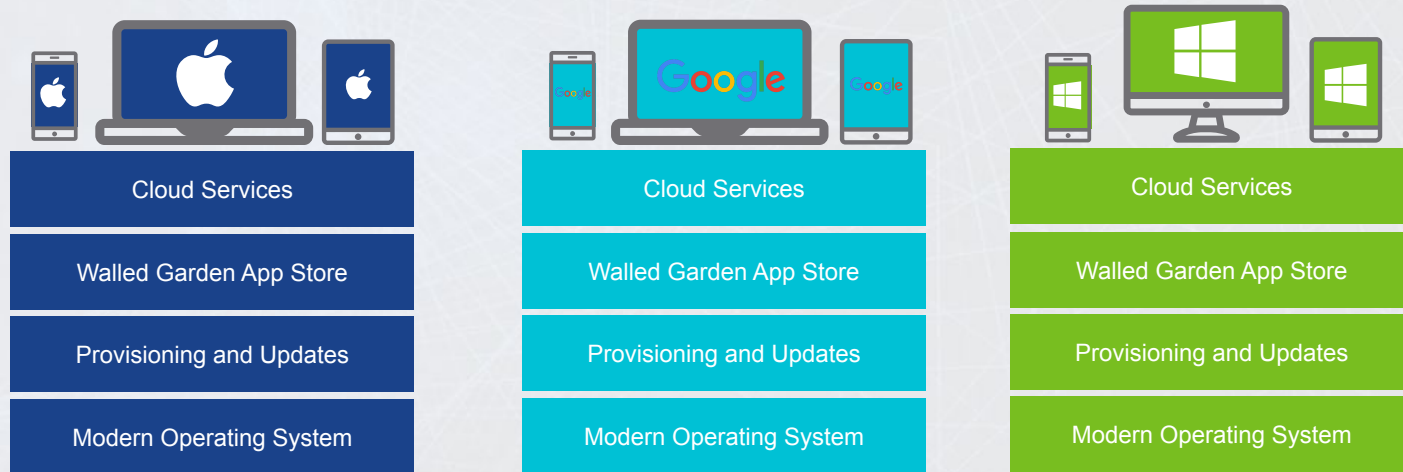 Google
Google
Google
Cloud Services
Walled Garden App Store
Provisioning and Updates
Modern Operating System
Cloud Services
Walled Garden App Store
Provisioning and Updates
Modern Operating System
Cloud Services
Walled Garden App Store
Provisioning and Updates
Modern Operating System